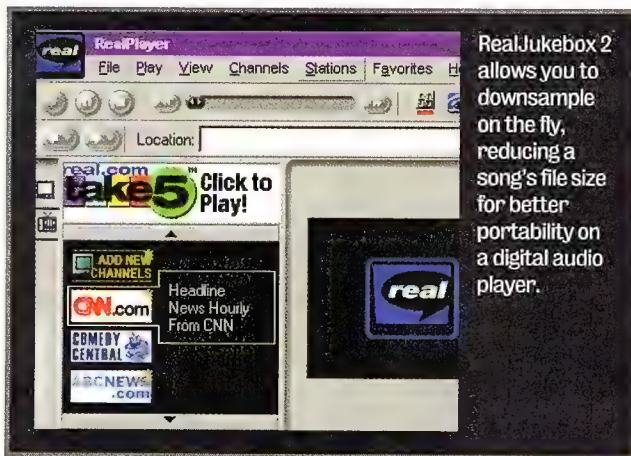 real
RealPlayer
File Play View Channels Stations Favorites
Location:
real.com
take5™
Click to
Play!
ADD NEW
CHANNELS
CNN.com
Headline
News Hourly
From CNN
COMEDY
CENTRAL
ABCNEWS
.com
real
RealJukebox 2
allows you to
downsample
on the fly,
reducing a
song's file size
for better
portability on
a digital audio
player.